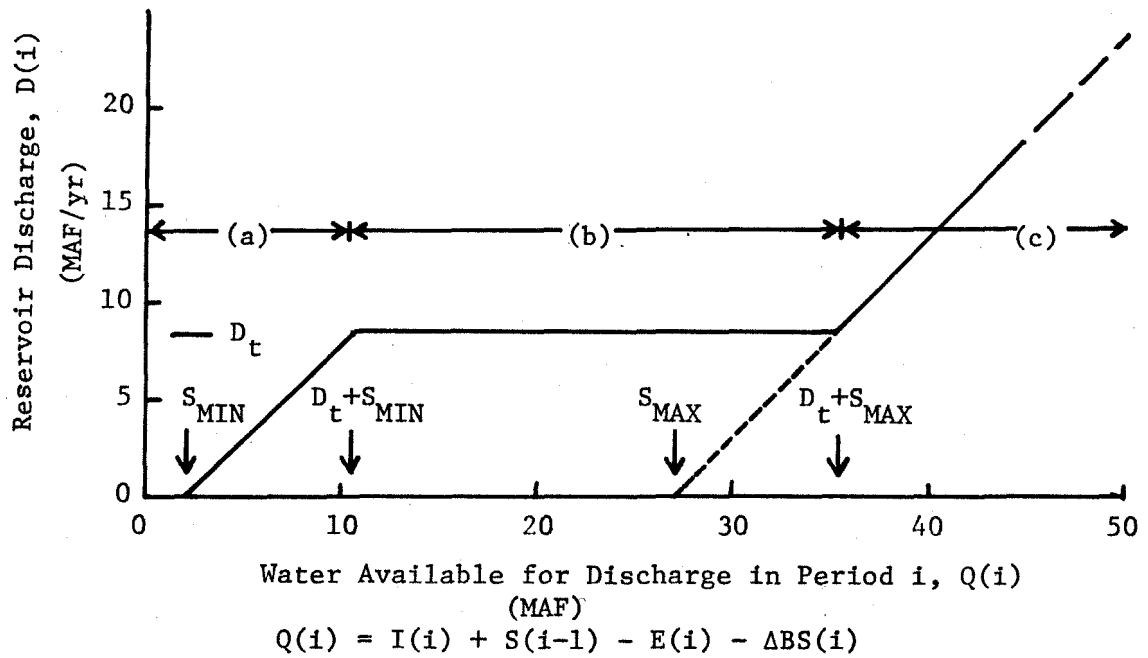 Reservoir Discharge, D(i)
(MAF/yr)
20
15
10
5
0
(a)
(b)
(c)
D_t
S_MIN
D_t+S_MIN
S_MAX
D_t+S_MAX
0
10
20
30
40
50
Water Available for Discharge in Period i, Q(i)
(MAF)
Q(i) = I(i) + S(i-1) - E(i) - ΔBS(i)